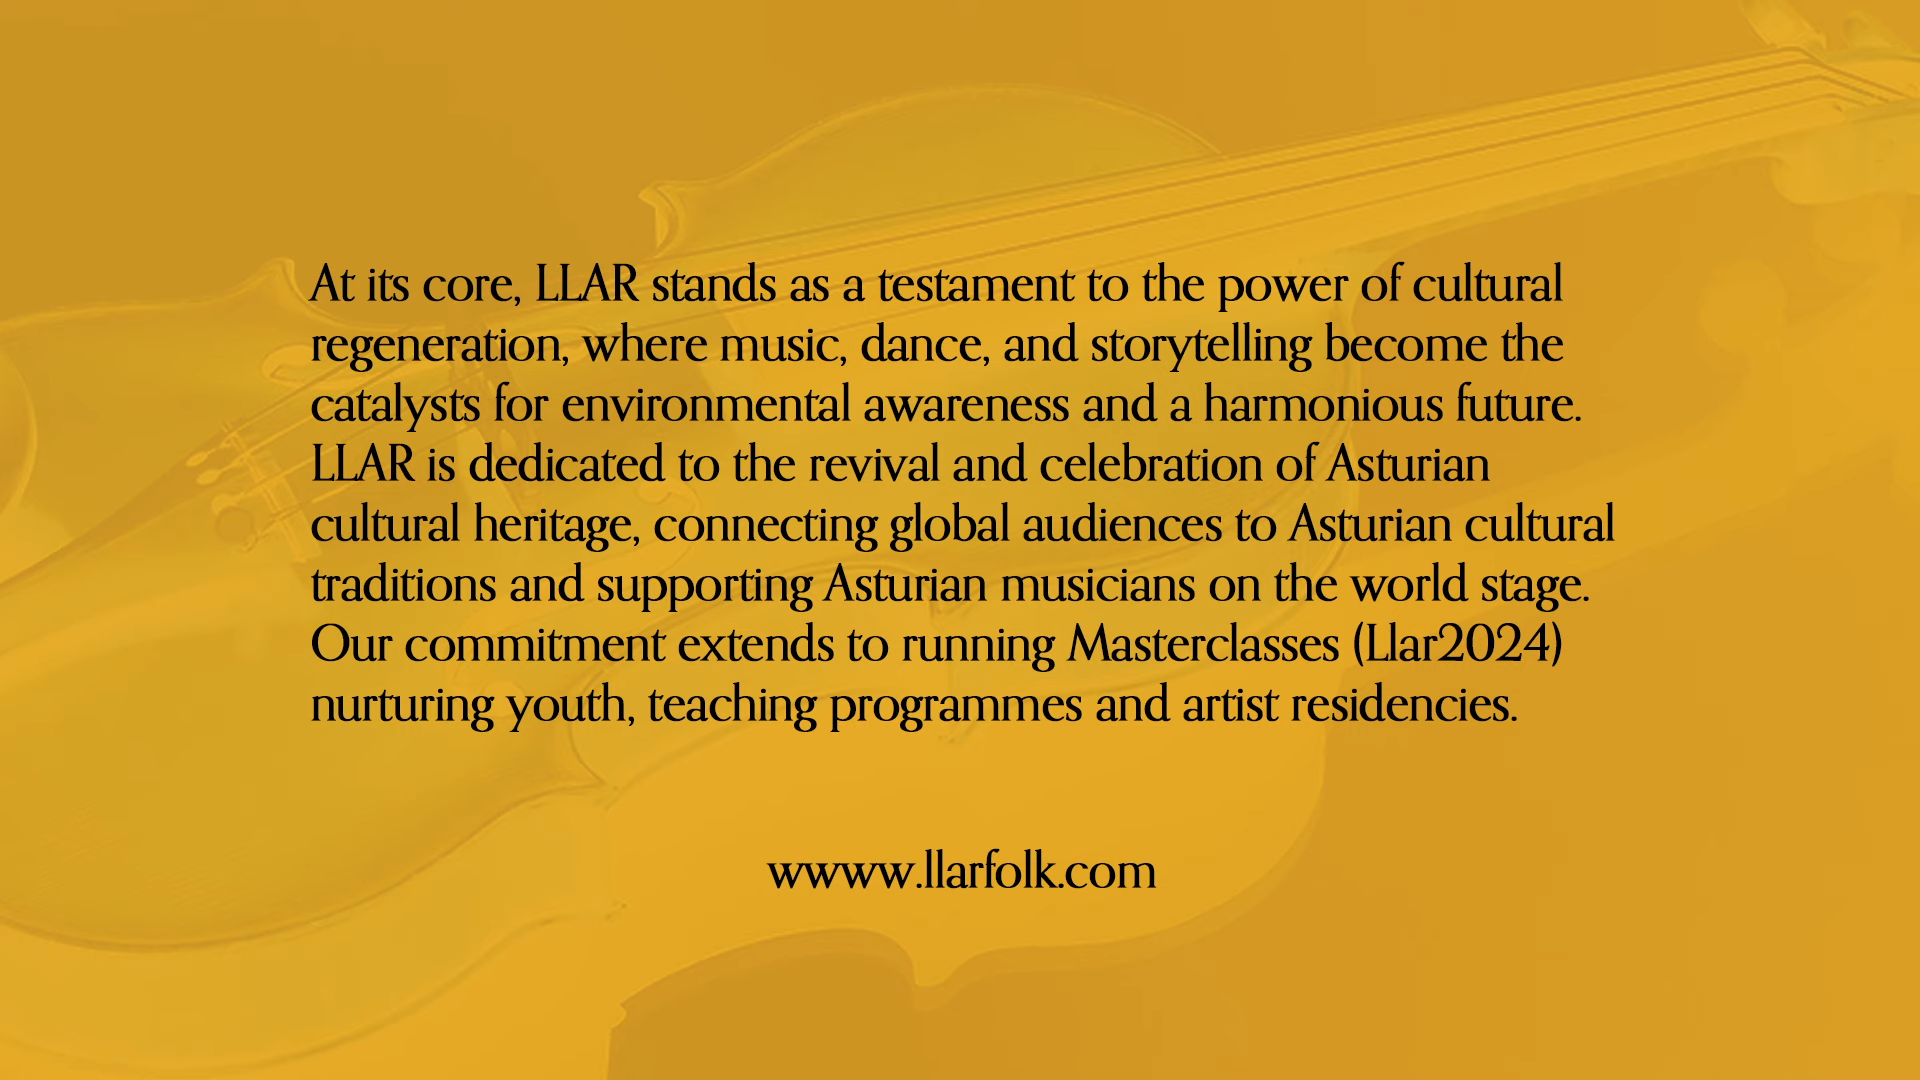 At its core, LLAR stands as a testament to the power of cultural
regeneration, where music, dance, and storytelling become the
catalysts for environmental awareness and a harmonious future.
LLAR is dedicated to the revival and celebration of Asturian
cultural heritage, connecting global audiences to Asturian cultural
traditions and supporting Asturian musicians on the world stage.
Our commitment extends to running Masterclasses (Llar2024)
nurturing youth, teaching programmes and artist residencies.
wwww.llarfolk.com